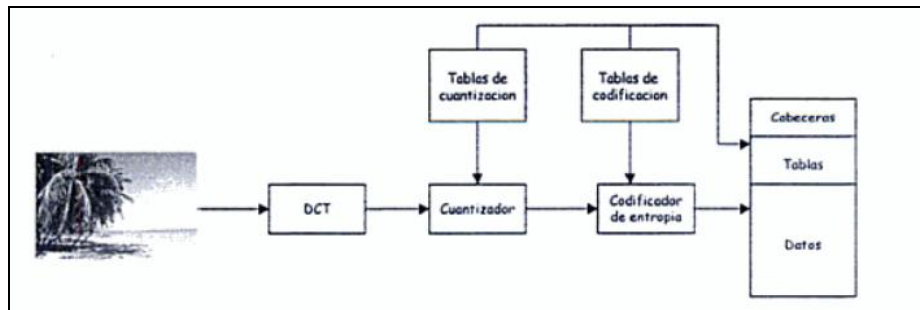 Tablas de
cuantizacion
Tablas de
codificacion
Cabeceras
Tablas
DCT
Cuantizador
Codificador
de entropia
Datos